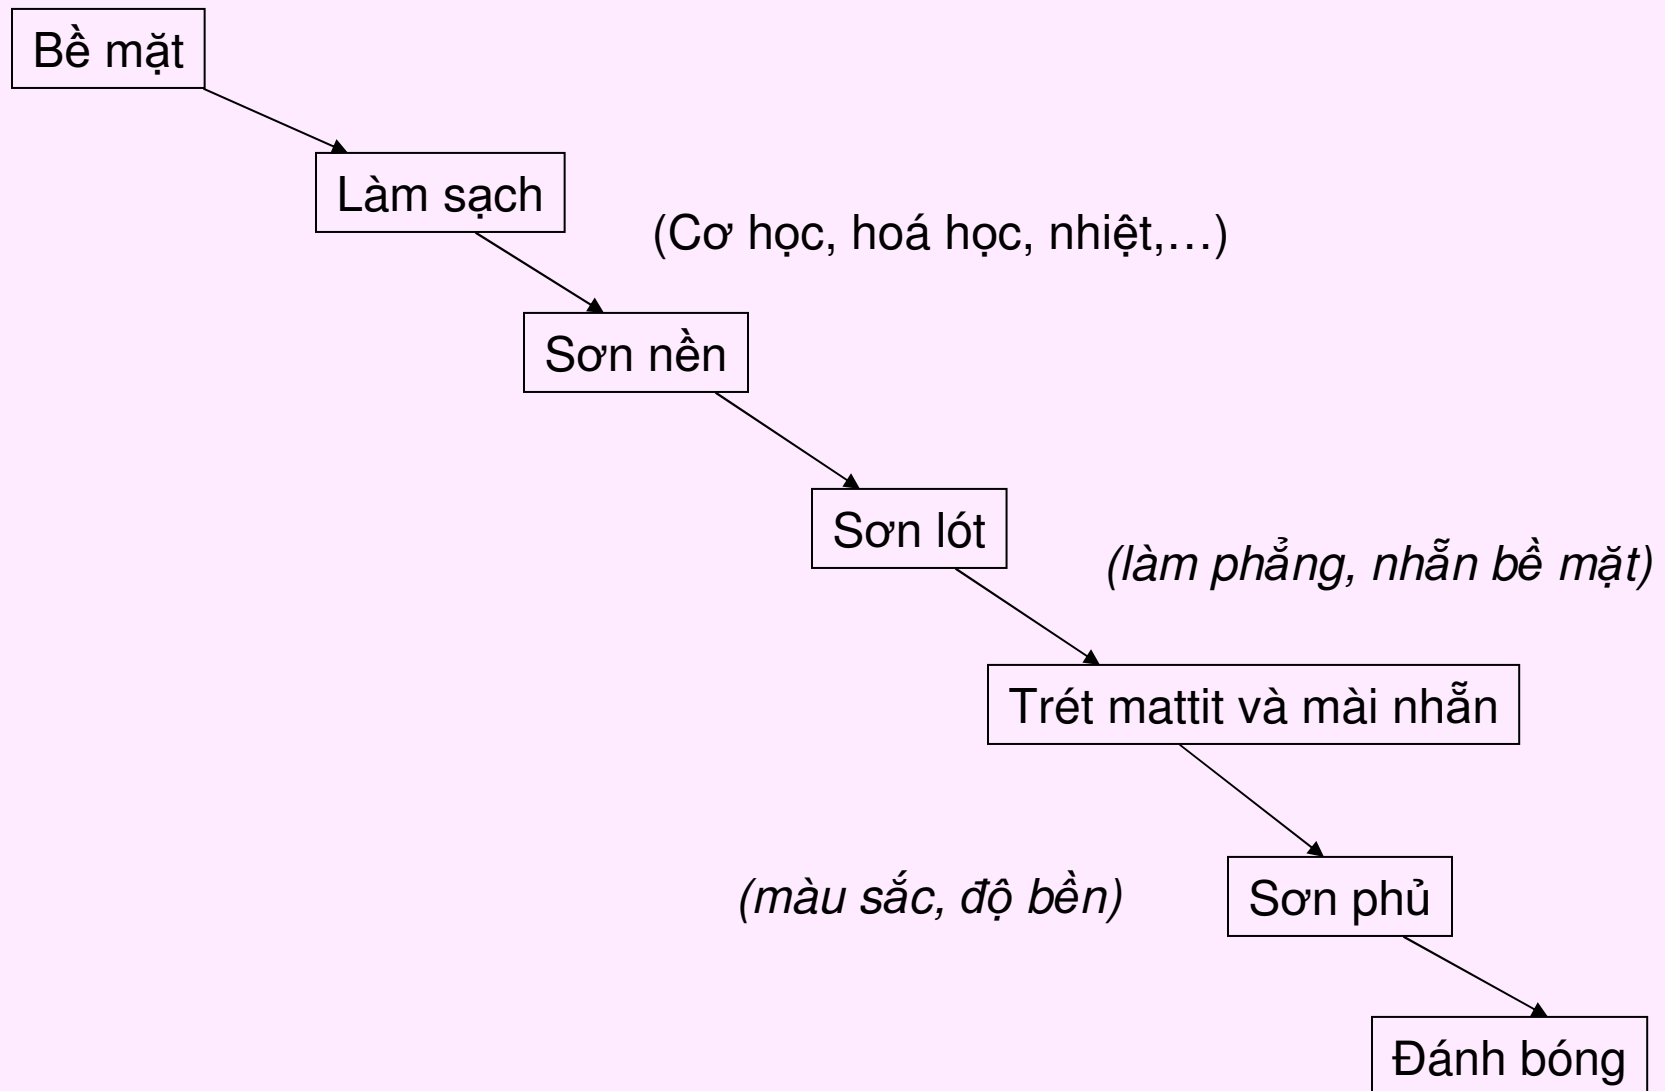 Bề mặt
Làm sạch
(Cơ học, hoá học, nhiệt,…)
Sơn nền
Sơn lót
(làm phẳng, nhẵn bề mặt)
Trét mattit và mài nhẵn
(màu sắc, độ bền)
Sơn phủ
Đánh bóng